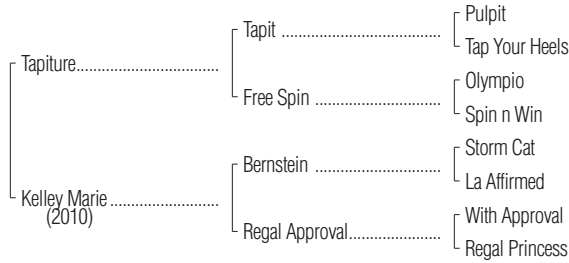 Pulpit
Tapit ......................................
Tap Your Heels
Tapiture..................................
Olympio
Free Spin ..............................
Spin n Win
Storm Cat
Bernstein ..............................
La Affirmed
Kelley Marie ..........................
(2010)
With Approval
Regal Approval......................
Regal Princess